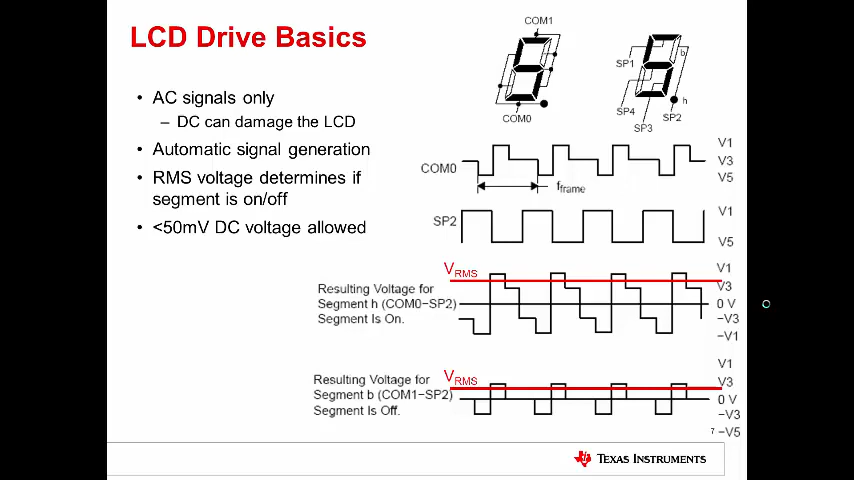 LCD Drive Basics
• AC signals only
– DC can damage the LCD
• Automatic signal generation
• RMS voltage determines if
segment is on/off
• <50mV DC voltage allowed
COM1
COM0
SP1
b
h
SP4
SP2
SP3
COM0
V1
V3
V5
fframe
SP2
V1
V5
VRMS
Resulting Voltage for
Segment h (COM0−SP2)
Segment Is On.
V1
V3
0 V
−V3
−V1
VRMS
Resulting Voltage for
Segment b (COM1−SP2)
Segment Is Off.
V1
V3
0 V
−V3
−V5
7
TEXAS INSTRUMENTS